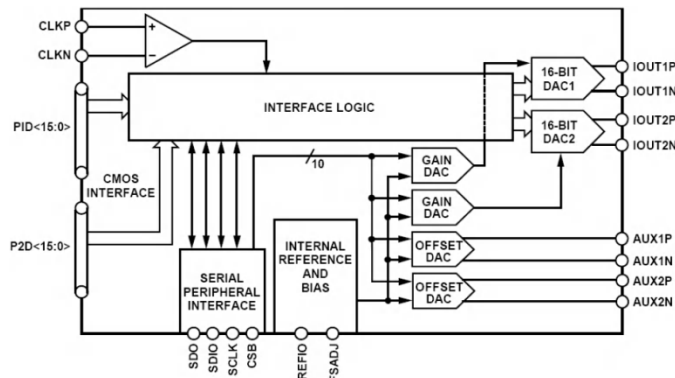 CLKP
CLKN
PID<15:0>
CMOS
INTERFACE
P2D<15:0>
INTERFACE LOGIC
10
GAIN
DAC
GAIN
DAC
OFFSET
DAC
OFFSET
DAC
16-BIT
DAC1
16-BIT
DAC2
IOUT1P
IOUT1N
IOUT2P
IOUT2N
AUX1P
AUX1N
AUX2P
AUX2N
SERIAL
PERIPHERAL
INTERFACE
INTERNAL
REFERENCE
AND
BIAS
SDO
SDIO
SCLK
CSB
REFIO
FSADJ